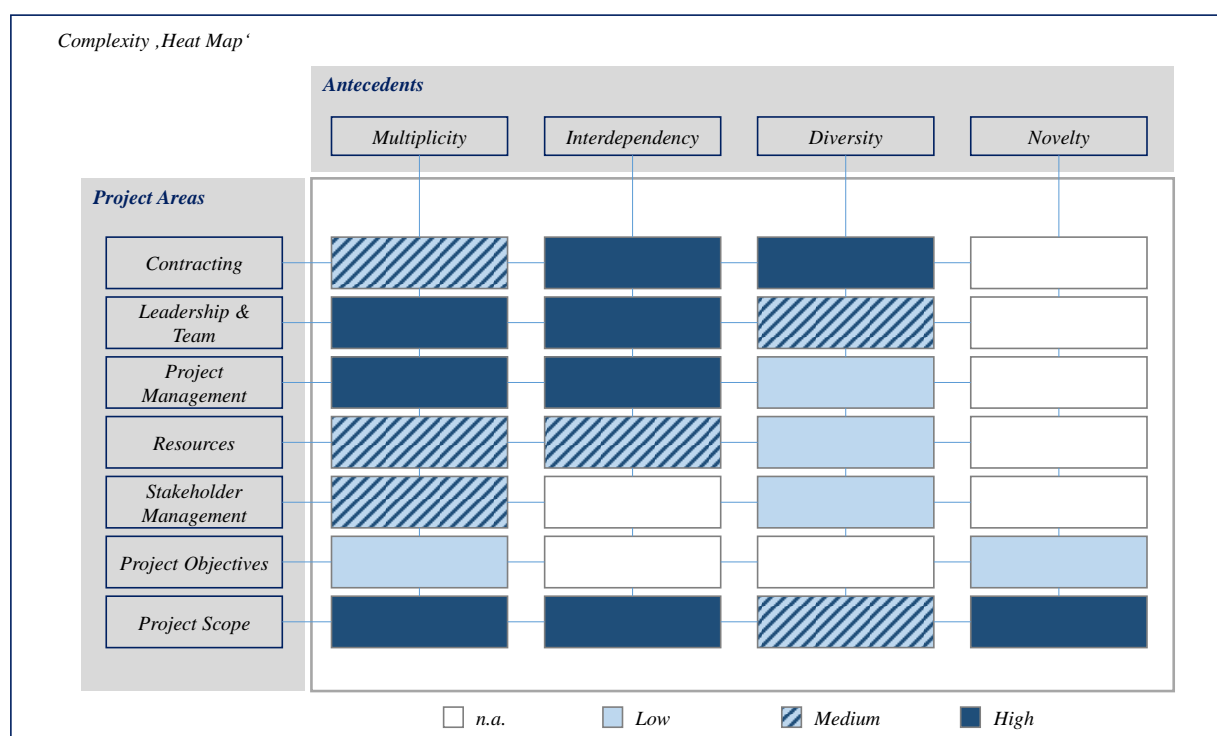 Complexity ‚Heat Map‘
Antecedents
Multiplicity
Interdependency
Diversity
Novelty
Project Areas
Contracting
Leadership &
Team
Project
Management
Resources
Stakeholder
Management
Project Objectives
Project Scope
n.a.
Low
Medium
High